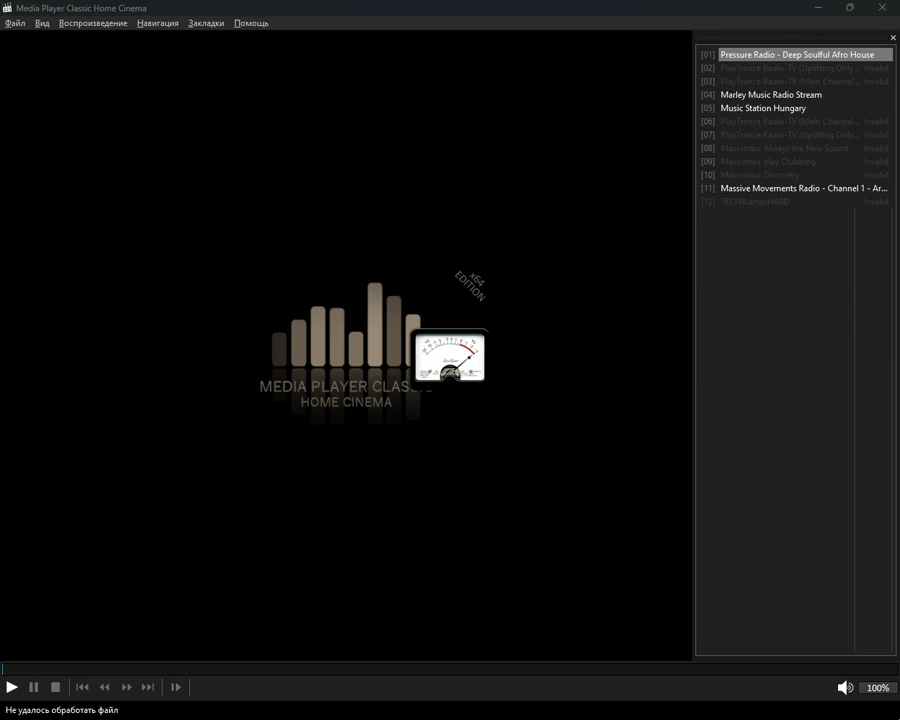 Media Player Classic Home Cinema
Файл Вид Воспроизведение Навигация Закладки Помощь
[01] Pressure Radio - Deep Soulful Afro House
[02] PlayTrance Radio-TV (Uplifting Only... Invalid
[03] PlayTrance Radio-TV (Main Channel... Invalid
[04] Marley Music Radio Stream
[05] Music Station Hungary
[06] PlayTrance Radio-TV (Main Channel... Invalid
[07] PlayTrance Radio-TV (Uplifting Only... Invalid
[08] Maxximixx Always the New Sound Invalid
[09] Maxximixx play Clubbing Invalid
[10] Maxximixx Discovery Invalid
[11] Massive Movements Radio - Channel 1 - Ar...
[12] TECH&amp;HARD Invalid
x64
EDITION
MEDIA PLAYER CLASSIC
HOME CINEMA
100%
Не удалось обработать файл